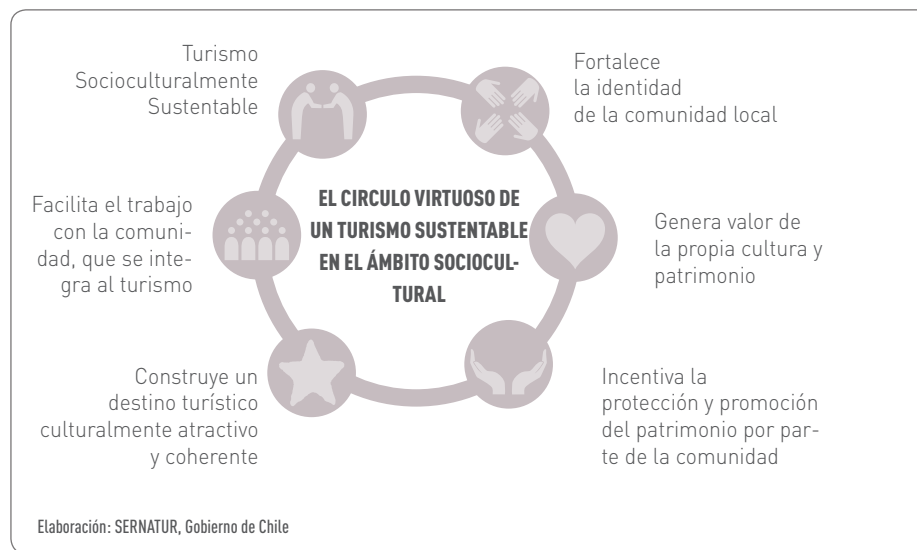 Turismo
Socioculturalmente
Sustentable
Fortalece
la identidad
de la comunidad local
EL CIRCULO VIRTUOSO DE
UN TURISMO SUSTENTABLE
EN EL ÁMBITO SOCIOCUL-
TURAL
Facilita el trabajo
con la comuni-
dad, que se inte-
gra al turismo
Genera valor de
la propia cultura y
patrimonio
Construye un
destino turístico
culturalmente atractivo
y coherente
Incentiva la
protección y promoción
del patrimonio por par-
te de la comunidad
Elaboración: SERNATUR, Gobierno de Chile